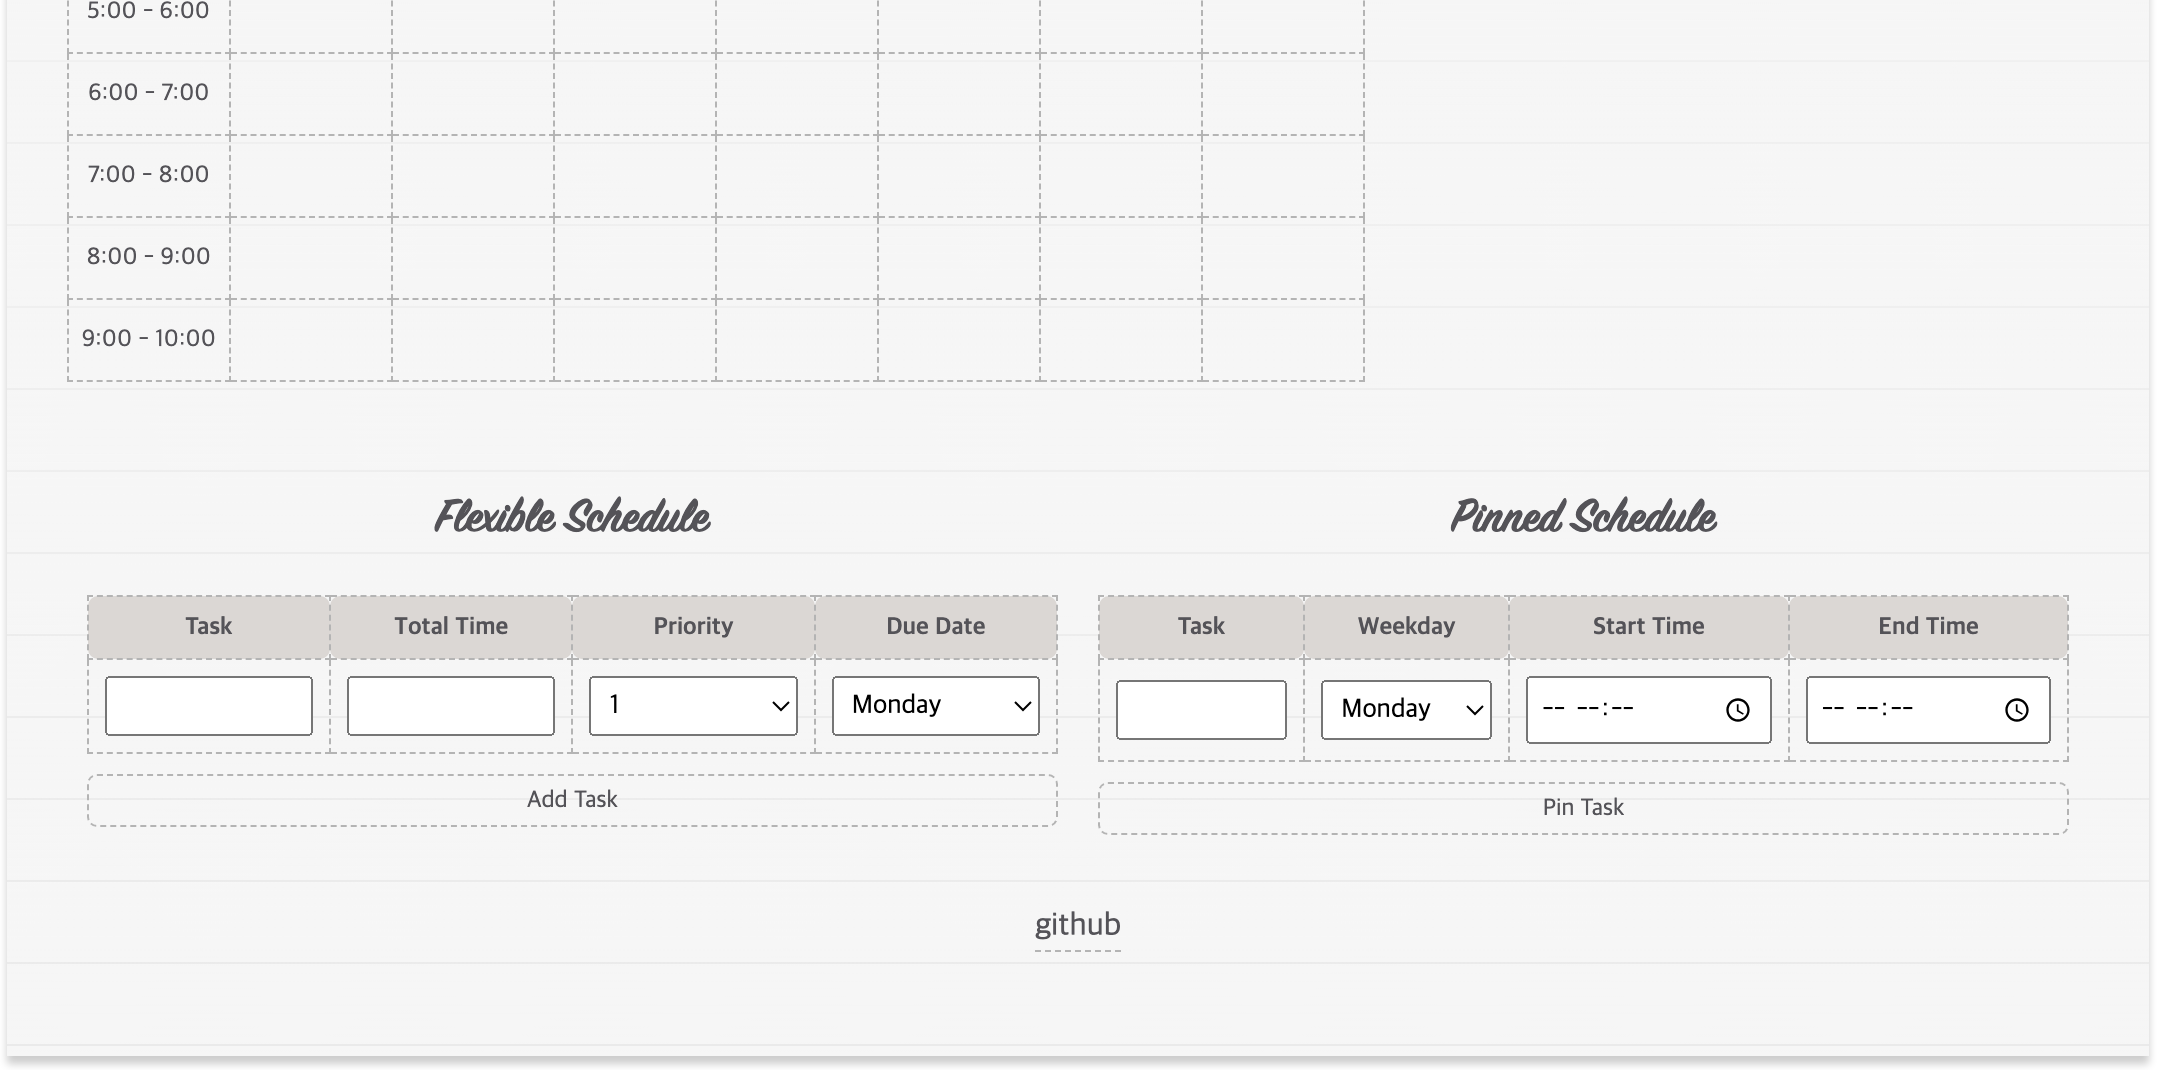 5:00 - 6:00
6:00 - 7:00
7:00 - 8:00
8:00 - 9:00
9:00 - 10:00
Flexible Schedule
Task Total Time Priority Due Date
1 Monday
Add Task
Pinned Schedule
Task Weekday Start Time End Time
Monday -- --:-- -- --:--
Pin Task
github